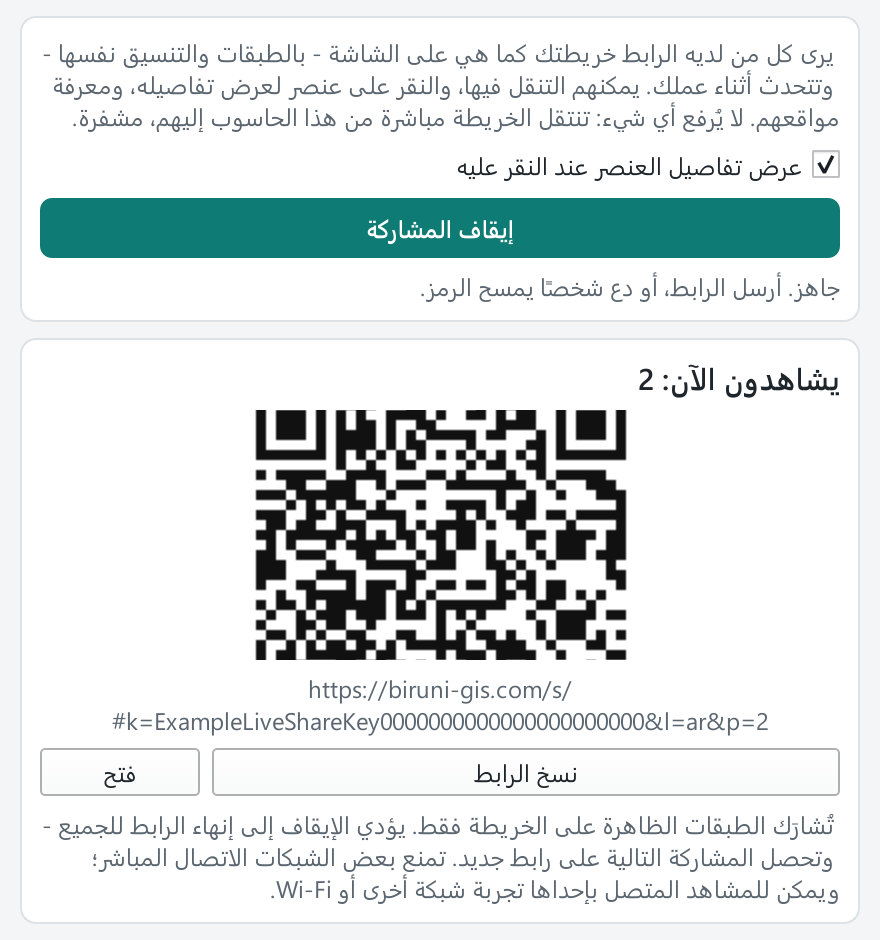 يرى كل من لديه الرابط خريطتك كما هي على الشاشة - بالطبقات والتنسيق نفسها -
وتتحدث أثناء عملك. يمكنهم التنقل فيها، والنقر على عنصر لعرض تفاصيله، ومعرفة
مواقعهم. لا يُرفع أي شيء: تنتقل الخريطة مباشرة من هذا الحاسوب إليهم، مشفرة.
عرض تفاصيل العنصر عند النقر عليه
إيقاف المشاركة
جاهز. أرسل الرابط، أو دع شخصًا يمسح الرمز.
يشاهدون الآن: 2
https://biruni-gis.com/s/
#k=ExampleLiveShareKey0000000000000000000000&l=ar&p=2
نسخ الرابط
فتح
تُشارَك الطبقات الظاهرة على الخريطة فقط. يؤدي الإيقاف إلى إنهاء الرابط للجميع -
وتحصل المشاركة التالية على رابط جديد. تمنع بعض الشبكات الاتصال المباشر؛
ويمكن للمشاهد المتصل بإحداها تجربة شبكة أخرى أو Wi-Fi.